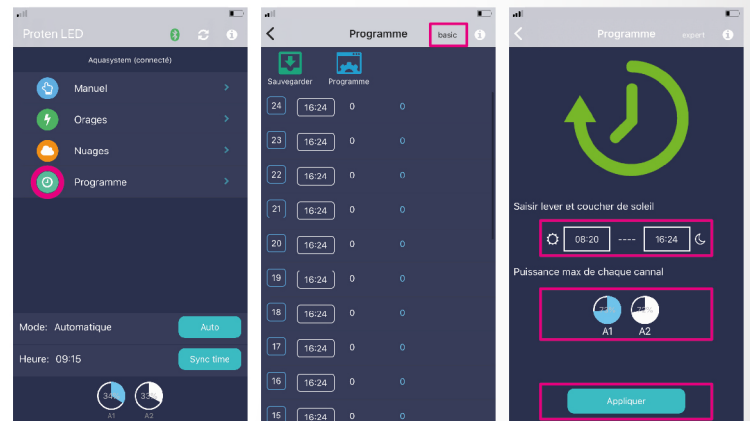 Proten LED
Aquasystem (connecté)
Manuel
Orages
Nuages
Programme
Mode: Automatique
Auto
Heure: 09:15
Sync time
A1
A2
Programme
basic
Sauvegarder
Programme
24 16:24 0 0
23 16:24 0 0
22 16:24 0 0
21 16:24 0 0
20 16:24 0 0
19 16:24 0 0
18 16:24 0 0
17 16:24 0 0
16 16:24 0 0
15 16:24 0 0
Programme
expert
Saisir lever et coucher de soleil
08:20 ---- 16:24
Puissance max de chaque cannal
A1
A2
Appliquer